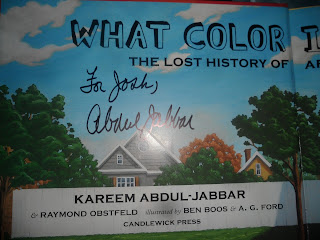 WHAT COLOR I
THE LOST HISTORY OF AF
For Josh,
Abdul Jabbar
KAREEM ABDUL-JABBAR
& RAYMOND OBSTFELD illustrated by BEN BOOS & A. G. FORD
CANDLEWICK PRESS